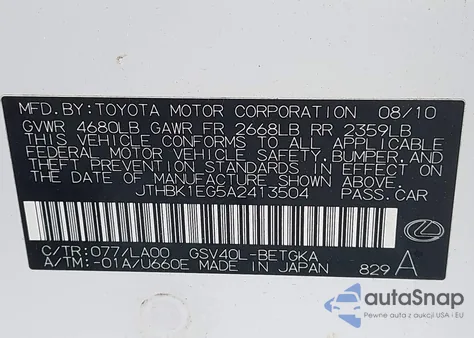 MFD.BY:TOYOTA MOTOR CORPORATION 08/10
GVWR 4680LB GAWR FR 2668LB RR 2359LB
THIS VEHICLE CONFORMS TO ALL APPLICABLE
FEDERAL MOTOR VEHICLE SAFETY, BUMPER, AND
THEFT PREVENTION STANDARDS IN EFFECT ON
THE DATE OF MANUFACTURE SHOWN ABOVE.
JTHBK1EG5A2413504 PASS.CAR
C/TR:077/LA00 GSV40L-BETGKA
A/TM:-01A/U660E MADE IN JAPAN 829 A
autoSnap
Pewne auta z aukcji USA i EU